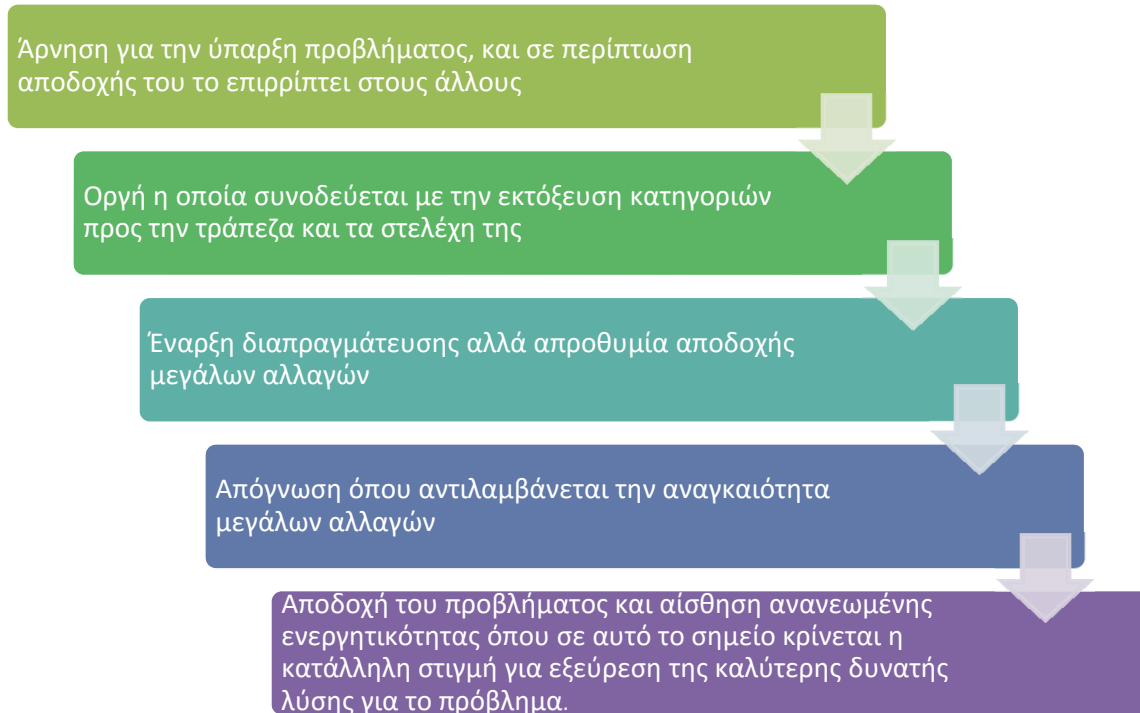 Άρνηση για την ύπαρξη προβλήματος, και σε περίπτωση
αποδοχής του το επιρρίπτει στους άλλους
Οργή η οποία συνοδεύεται με την εκτόξευση κατηγοριών
προς την τράπεζα και τα στελέχη της
Έναρξη διαπραγμάτευσης αλλά απροθυμία αποδοχής
μεγάλων αλλαγών
Απόγνωση όπου αντιλαμβάνεται την αναγκαιότητα
μεγάλων αλλαγών
Αποδοχή του προβλήματος και αίσθηση ανανεωμένης
ενεργητικότητας όπου σε αυτό το σημείο κρίνεται η
κατάλληλη στιγμή για εξεύρεση της καλύτερης δυνατής
λύσης για το πρόβλημα.